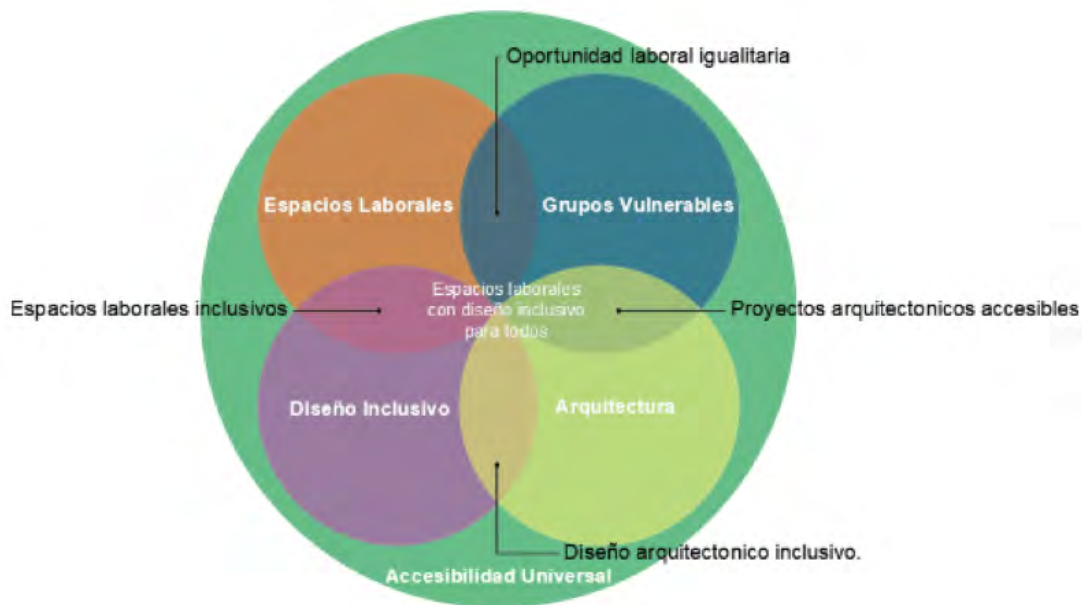 Oportunidad laboral igualitaria
Espacios Laborales
Grupos Vulnerables
Espacios laborales
con diseño inclusivo
para todos
Espacios laborales inclusivos
Proyectos arquitectonicos accesibles
Diseño Inclusivo
Arquitectura
Diseño arquitectonico inclusivo.
Accesibilidad Universal